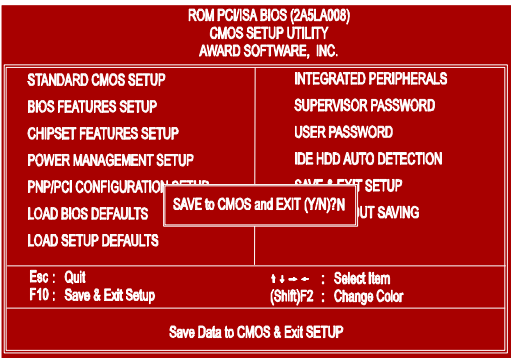 ROM PCI/ISA BIOS (2A5LA008)
CMOS SETUP UTILITY
AWARD SOFTWARE, INC.
STANDARD CMOS SETUP
BIOS FEATURES SETUP
CHIPSET FEATURES SETUP
POWER MANAGEMENT SETUP
PNP/PCI CONFIGURATION SETUP
LOAD BIOS DEFAULTS
LOAD SETUP DEFAULTS
INTEGRATED PERIPHERALS
SUPERVISOR PASSWORD
USER PASSWORD
IDE HDD AUTO DETECTION
SAVE & EXIT SETUP
OUT SAVING
SAVE to CMOS and EXIT (Y/N)?N
Esc : Quit
F10 : Save & Exit Setup
↑ ↓ → ← : Select Item
(Shift)F2 : Change Color
Save Data to CMOS & Exit SETUP